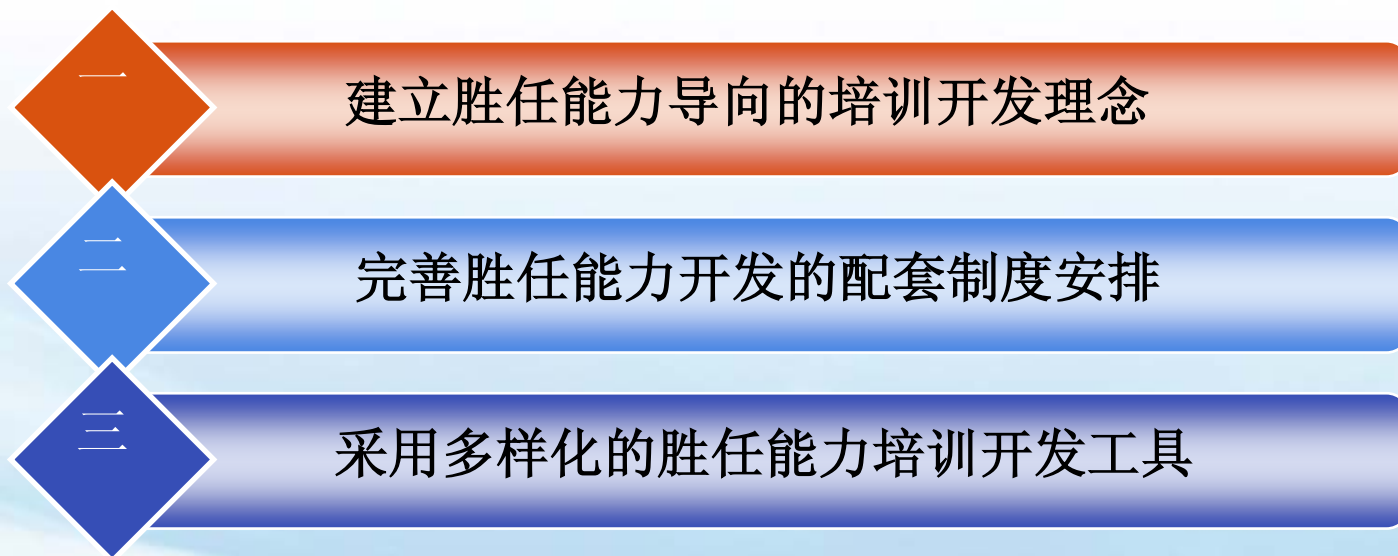 一
建立胜任能力导向的培训开发理念
二
完善胜任能力开发的配套制度安排
三
采用多样化的胜任能力培训开发工具